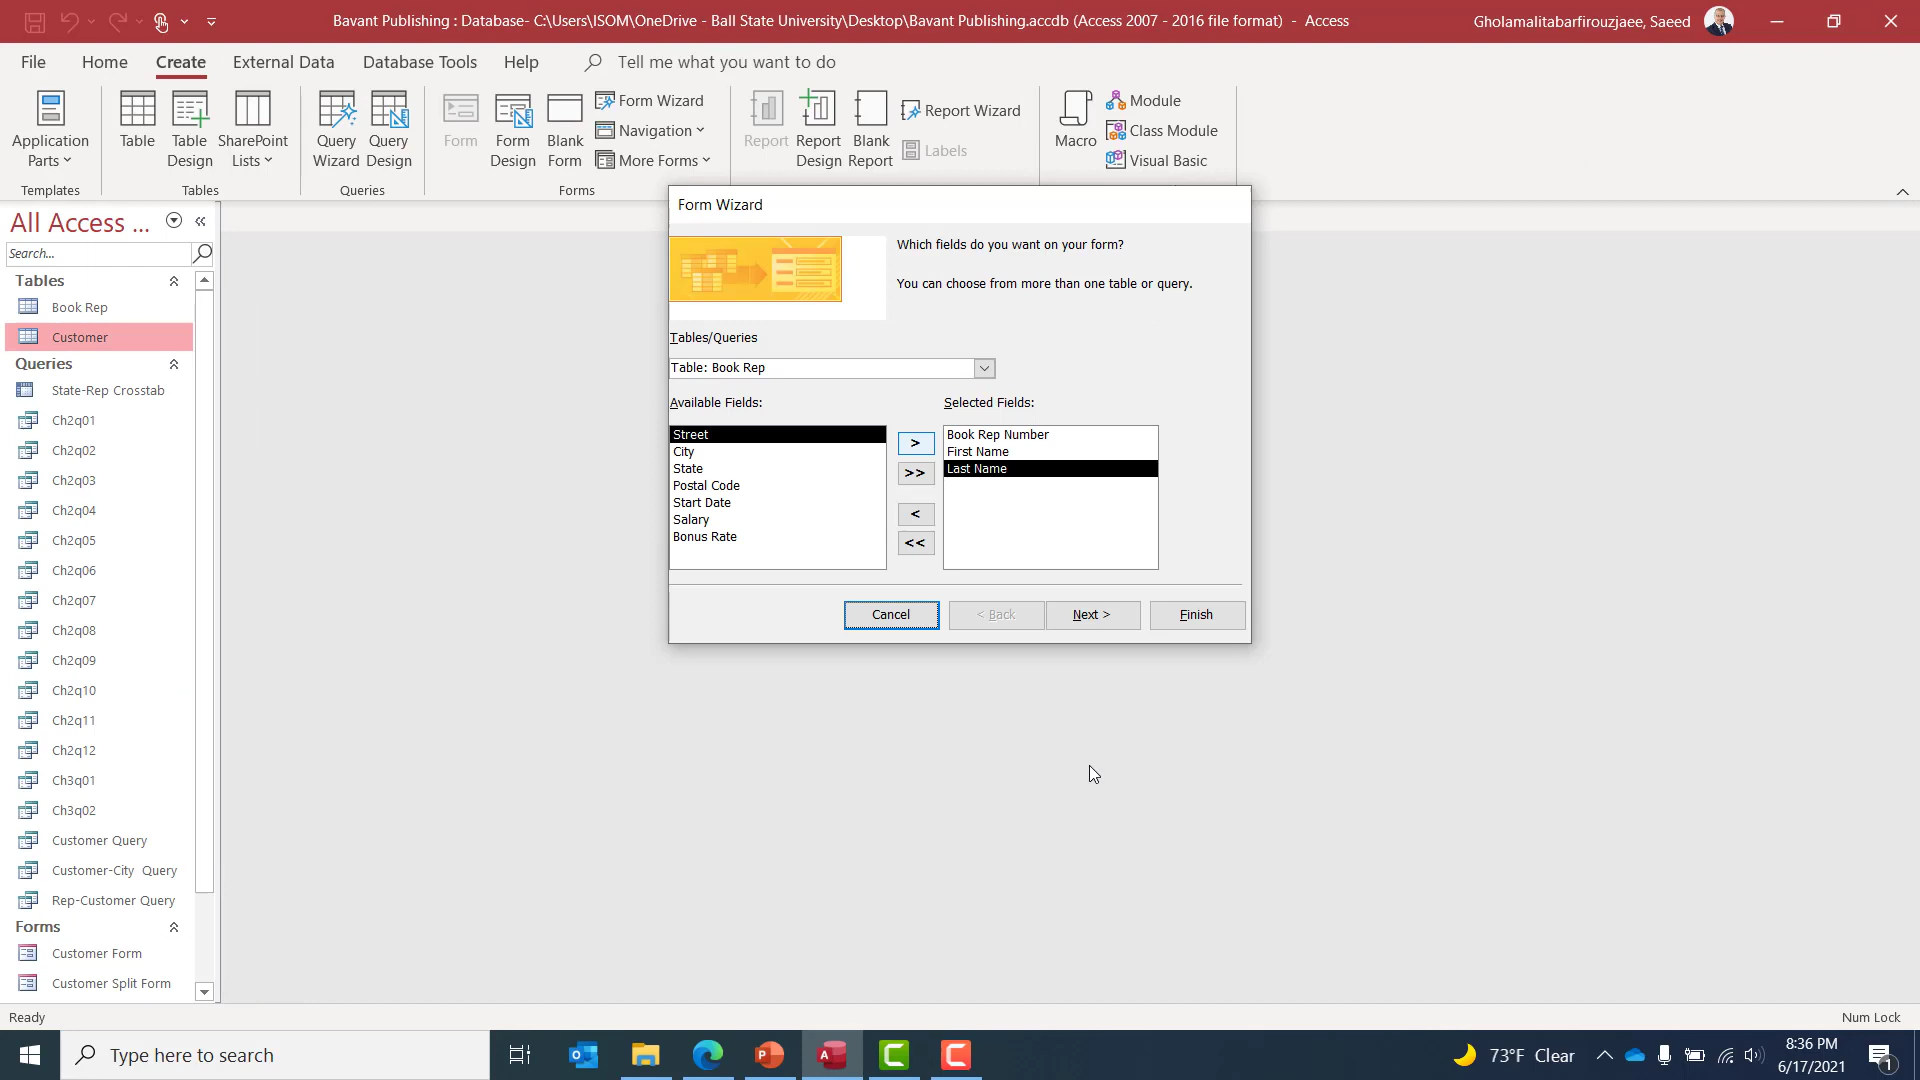 Bavant Publishing : Database- C:\Users\ISOM\OneDrive - Ball State University\Desktop\Bavant Publishing.accdb (Access 2007 - 2016 file format) - Access
Gholamalitabarfirouzjaee, Saeed
File
Home
Create
External Data
Database Tools
Help
Tell me what you want to do
Application Parts
Table
Table Design
SharePoint Lists
Query Wizard
Query Design
Form
Form Design
Blank Form
Form Wizard
Navigation
More Forms
Report
Report Design
Blank Report
Report Wizard
Labels
Macro
Module
Class Module
Visual Basic
Templates
Tables
Queries
Forms
All Access ...
Search...
Tables
Book Rep
Customer
Queries
State-Rep Crosstab
Ch2q01
Ch2q02
Ch2q03
Ch2q04
Ch2q05
Ch2q06
Ch2q07
Ch2q08
Ch2q09
Ch2q10
Ch2q11
Ch2q12
Ch3q01
Ch3q02
Customer Query
Customer-City Query
Rep-Customer Query
Forms
Customer Form
Customer Split Form
Form Wizard
Which fields do you want on your form?
You can choose from more than one table or query.
Tables/Queries
Table: Book Rep
Available Fields:
Selected Fields:
Street
City
State
Postal Code
Start Date
Salary
Bonus Rate
>
>>
<
<<
Book Rep Number
First Name
Last Name
Cancel
< Back
Next >
Finish
Ready
Num Lock
Type here to search
73°F Clear
8:36 PM
6/17/2021
1